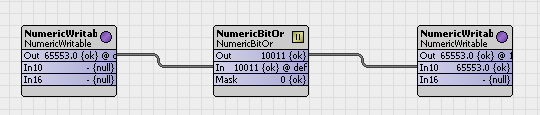 NumericWritab
NumericWritable
Out 65553.0 {ok} @ d
In10 - {null}
In16 - {null}
NumericBitOr
NumericBitOr
Out 10011 {ok}
In 10011 {ok} @ def
Mask 0 {ok}
NumericWritab
NumericWritable
Out 65553.0 {ok} @ 1
In10 65553.0 {ok}
In16 - {null}